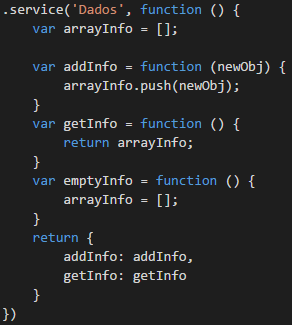 .service('Dados', function () {
    var arrayInfo = [];

    var addInfo = function (newObj) {
        arrayInfo.push(newObj);
    }
    var getInfo = function () {
        return arrayInfo;
    }
    var emptyInfo = function () {
        arrayInfo = [];
    }
    return {
        addInfo: addInfo,
        getInfo: getInfo
    }
})